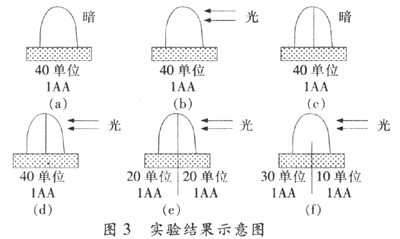 暗 光 暗
40 单位 40 单位 40 单位
1AA 1AA 1AA
(a) (b) (c)
光 光 光
40 单位 20 单位 20 单位 30 单位 10 单位
1AA 1AA 1AA 1AA 1AA
(d) (e) (f)
图 3 实验结果示意图